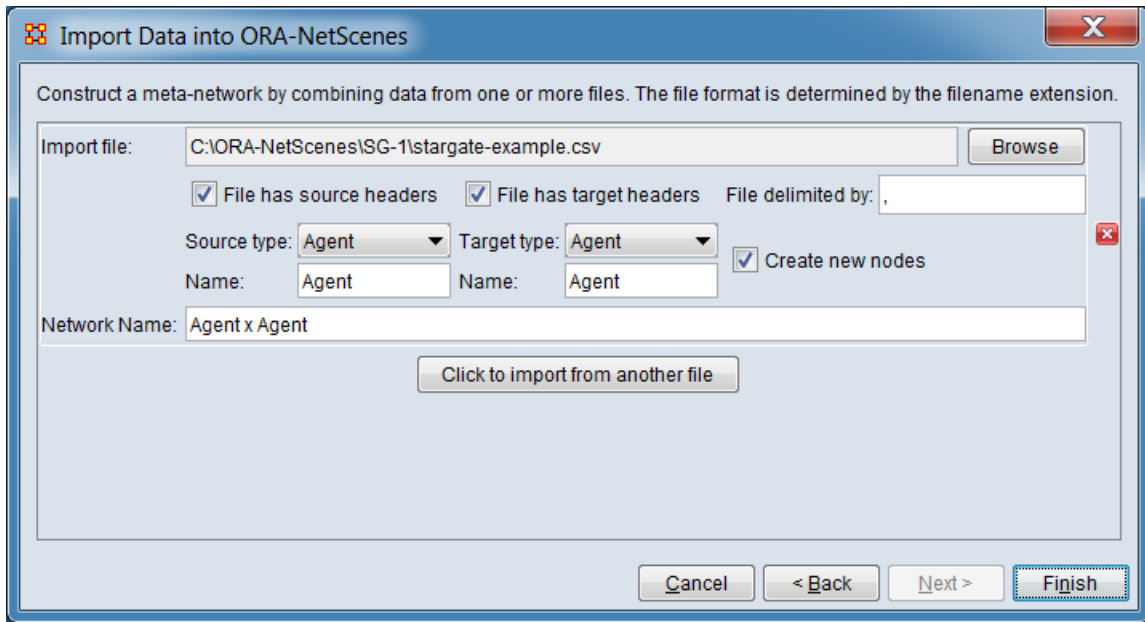 Import Data into ORA-NetScenes
X
Construct a meta-network by combining data from one or more files. The file format is determined by the filename extension.
Import file: C:\ORA-NetScenes\SG-1\stargate-example.csv Browse
File has source headers File has target headers File delimited by: ,
Source type: Agent Target type: Agent
Create new nodes
Name: Agent Name: Agent
Network Name: Agent x Agent
Click to import from another file
Cancel < Back Next > Finish